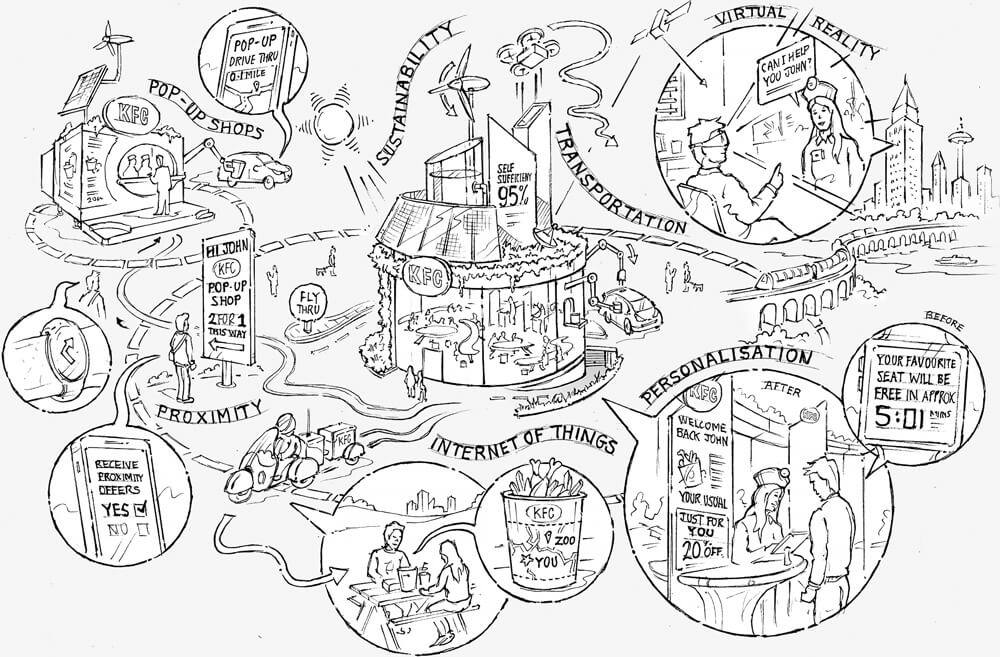 POP-UP
DRIVE THRU
0.1 MILE
POP-UP SHOPS
KFC
SUSTAINABILITY
TRANSPORTATION
VIRTUAL REALITY
CAN I HELP
YOU JOHN?
SELF
SUFFICIENTY
95%
KFC
HI JOHN
KFC
POP-UP
SHOP
2 FOR 1
THIS WAY
FLY
THRU
PROXIMITY
RECEIVE
PROXIMITY
OFFERS
YES
NO
KFC
INTERNET OF THINGS
KFC
ZOO
YOU
PERSONALISATION
BEFORE
YOUR FAVOURITE
SEAT WILL BE
FREE IN APPROX
5:01 MINS
AFTER
KFC
KFC
WELCOME
BACK JOHN
YOUR USUAL
JUST FOR
YOU
20% OFF